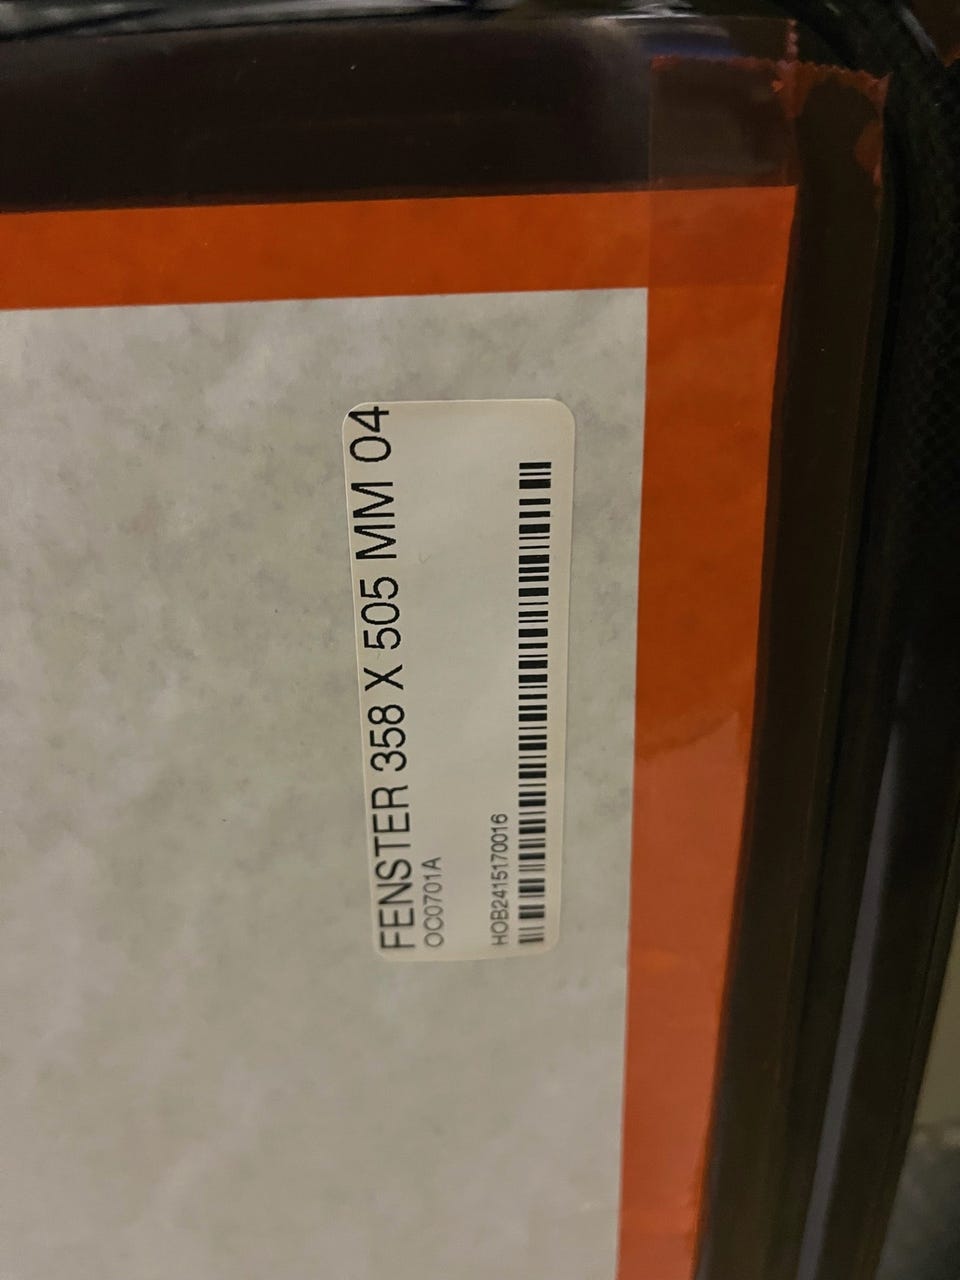 FENSTER 358 X 505 MM 04
OC0701A
HOB2415170016